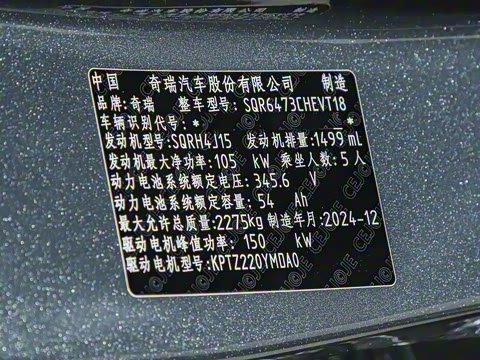 中国 奇瑞汽车股份有限公司 制造
品牌:奇瑞 整车型号:SQR6473CHEVT18
车辆识别代号:* *
发动机型号:SQRH4J15 发动机排量:1499 mL
发动机最大净功率:105 kW 乘坐人数:5 人
动力电池系统额定电压:345.6 V
动力电池系统额定容量:54 Ah
最大允许总质量:2275kg 制造年月:2024-12
驱动电机峰值功率:150 kW
驱动电机型号:KPTZ220YMDA0